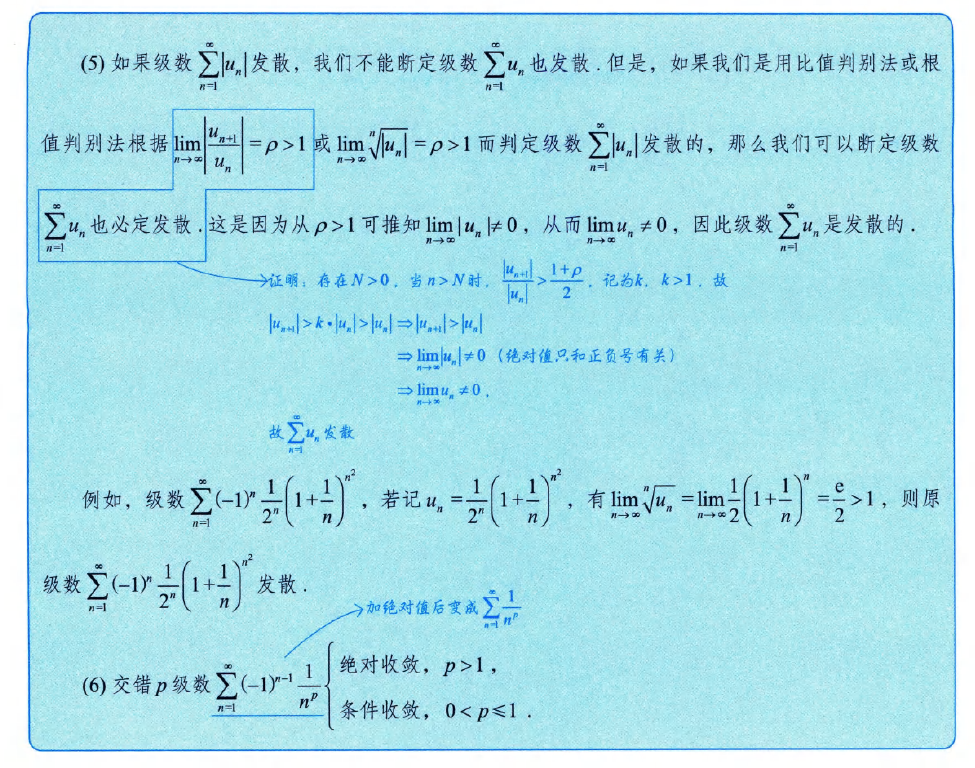 (5) 如果级数 $\sum_{n=1}^{\infty}|u_n|$ 发散，我们不能断定级数 $\sum_{n=1}^{\infty}u_n$ 也发散．但是，如果我们是用比值判别法或根
值判别法根据 $\lim_{n\to\infty}\left|\frac{u_{n+1}}{u_n}\right|=\rho>1$ 或 $\lim_{n\to\infty}\sqrt[n]{|u_n|}=\rho>1$ 而判定级数 $\sum_{n=1}^{\infty}|u_n|$ 发散的，那么我们可以断定级数
$\sum_{n=1}^{\infty}u_n$ 也必定发散．这是因为从 $\rho>1$ 可推知 $\lim_{n\to\infty}|u_n|\neq 0$，从而 $\lim_{n\to\infty}u_n\neq 0$，因此级数 $\sum_{n=1}^{\infty}u_n$ 是发散的．
证明：存在 $N>0$，当 $n>N$ 时，$\frac{|u_{n+1}|}{|u_n|}>\frac{1+\rho}{2}$，记为 $k$，$k>1$，故
$|u_{n+1}|>k\cdot|u_n|>|u_n|\Rightarrow|u_{n+1}|>|u_n|$
$\Rightarrow\lim_{n\to\infty}|u_n|\neq 0$（绝对值只和正负号有关）
$\Rightarrow\lim_{n\to\infty}u_n\neq 0$．
故 $\sum_{n=1}^{\infty}u_n$ 发散
例如，级数 $\sum_{n=1}^{\infty}(-1)^n\frac{1}{2^n}\left(1+\frac{1}{n}\right)^{n^2}$，若记 $u_n=\frac{1}{2^n}\left(1+\frac{1}{n}\right)^{n^2}$，有 $\lim_{n\to\infty}\sqrt[n]{u_n}=\lim_{n\to\infty}\frac{1}{2}\left(1+\frac{1}{n}\right)^n=\frac{e}{2}>1$，则原
级数 $\sum_{n=1}^{\infty}(-1)^n\frac{1}{2^n}\left(1+\frac{1}{n}\right)^{n^2}$ 发散．
加绝对值后变成 $\sum_{n=1}^{\infty}\frac{1}{n^p}$
(6) 交错 $p$ 级数 $\sum_{n=1}^{\infty}(-1)^{n-1}\frac{1}{n^p}$ { 绝对收敛，$p>1$，
条件收敛，$0<p\leqslant 1$．